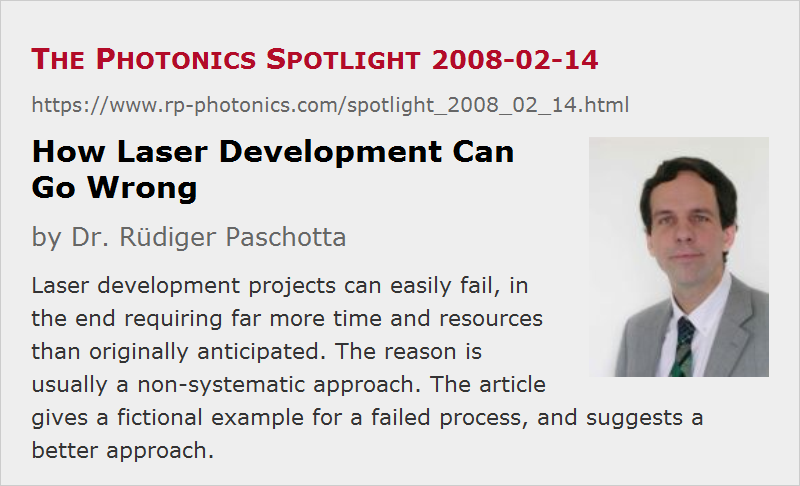 THE PHOTONICS SPOTLIGHT 2008-02-14
https://www.rp-photonics.com/spotlight_2008_02_14.html
How Laser Development Can
Go Wrong
by Dr. Rüdiger Paschotta
Laser development projects can easily fail, in
the end requiring far more time and resources
than originally anticipated. The reason is
usually a non-systematic approach. The article
gives a fictional example for a failed process, and suggests a
better approach.